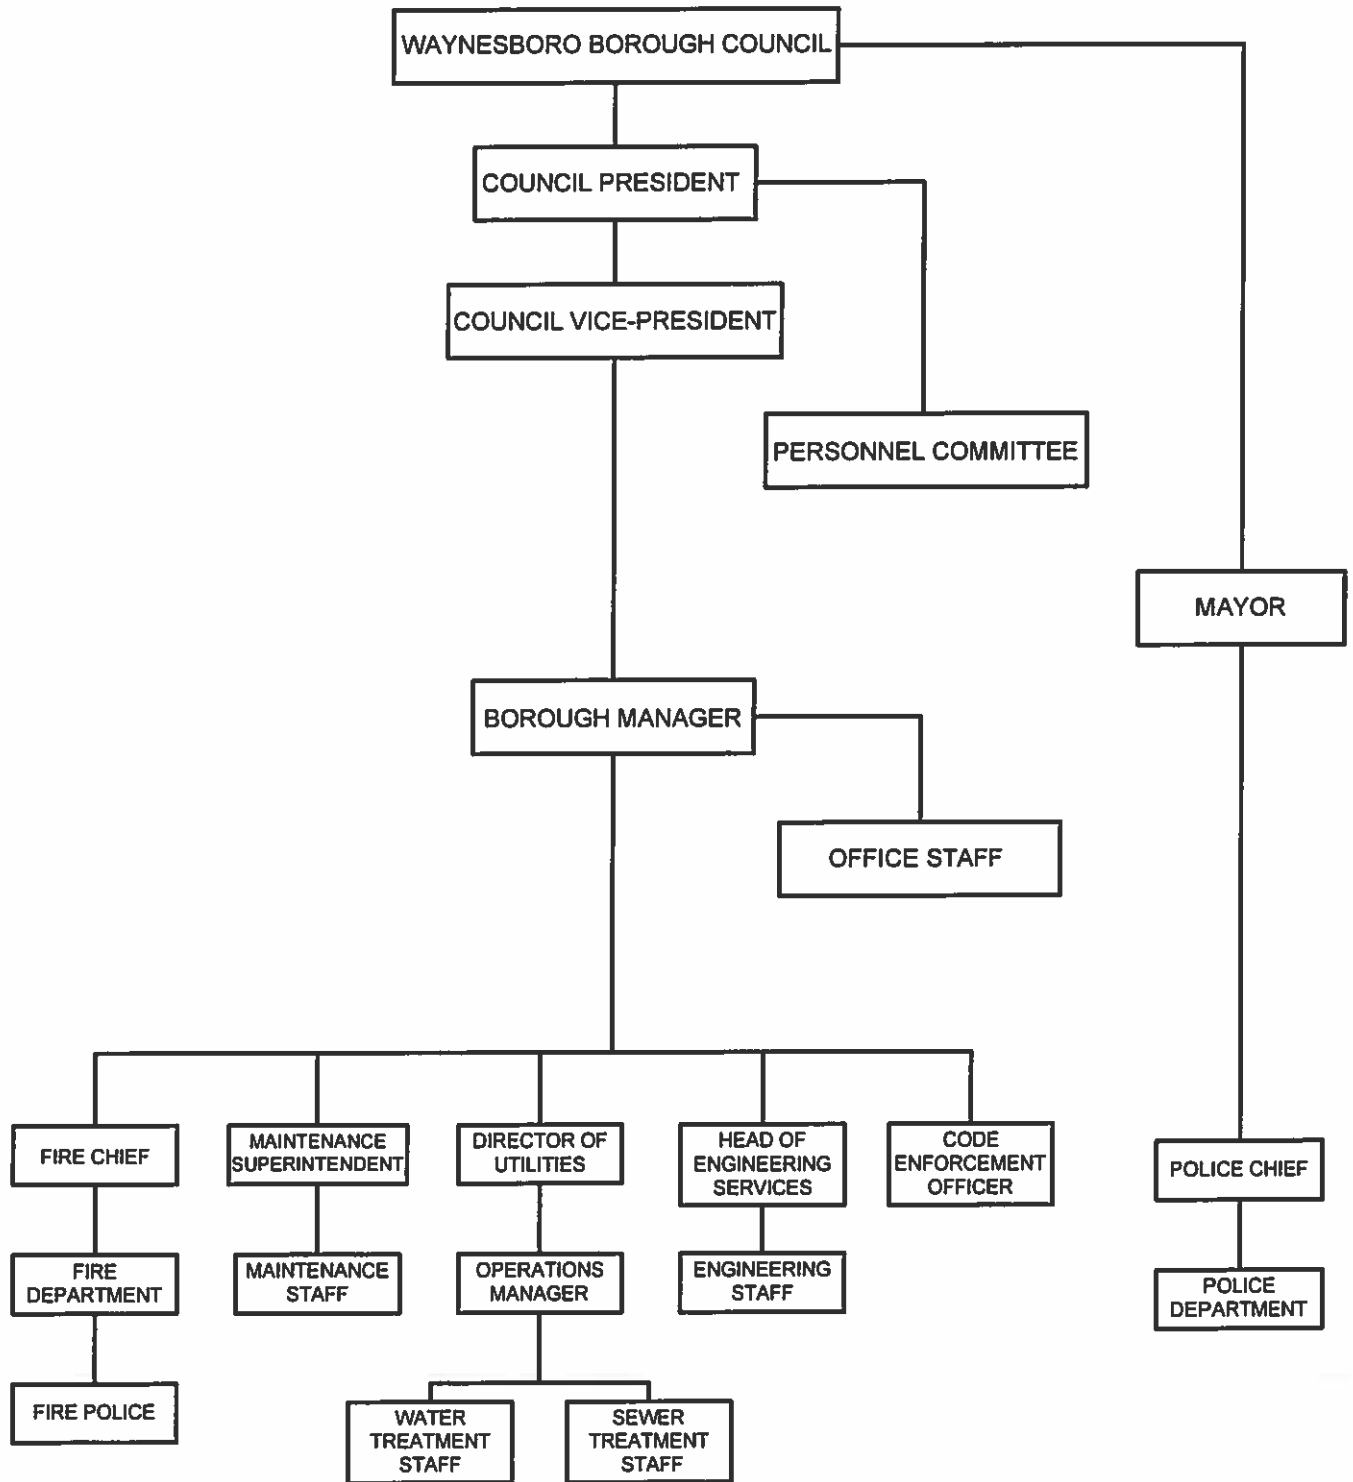 WAYNESBORO BOROUGH COUNCIL
COUNCIL PRESIDENT
COUNCIL VICE-PRESIDENT
PERSONNEL COMMITTEE
MAYOR
BOROUGH MANAGER
OFFICE STAFF
FIRE CHIEF
MAINTENANCE
SUPERINTENDENT
DIRECTOR OF
UTILITIES
HEAD OF
ENGINEERING
SERVICES
CODE
ENFORCEMENT
OFFICER
POLICE CHIEF
FIRE
DEPARTMENT
MAINTENANCE
STAFF
OPERATIONS
MANAGER
ENGINEERING
STAFF
POLICE
DEPARTMENT
FIRE POLICE
WATER
TREATMENT
STAFF
SEWER
TREATMENT
STAFF